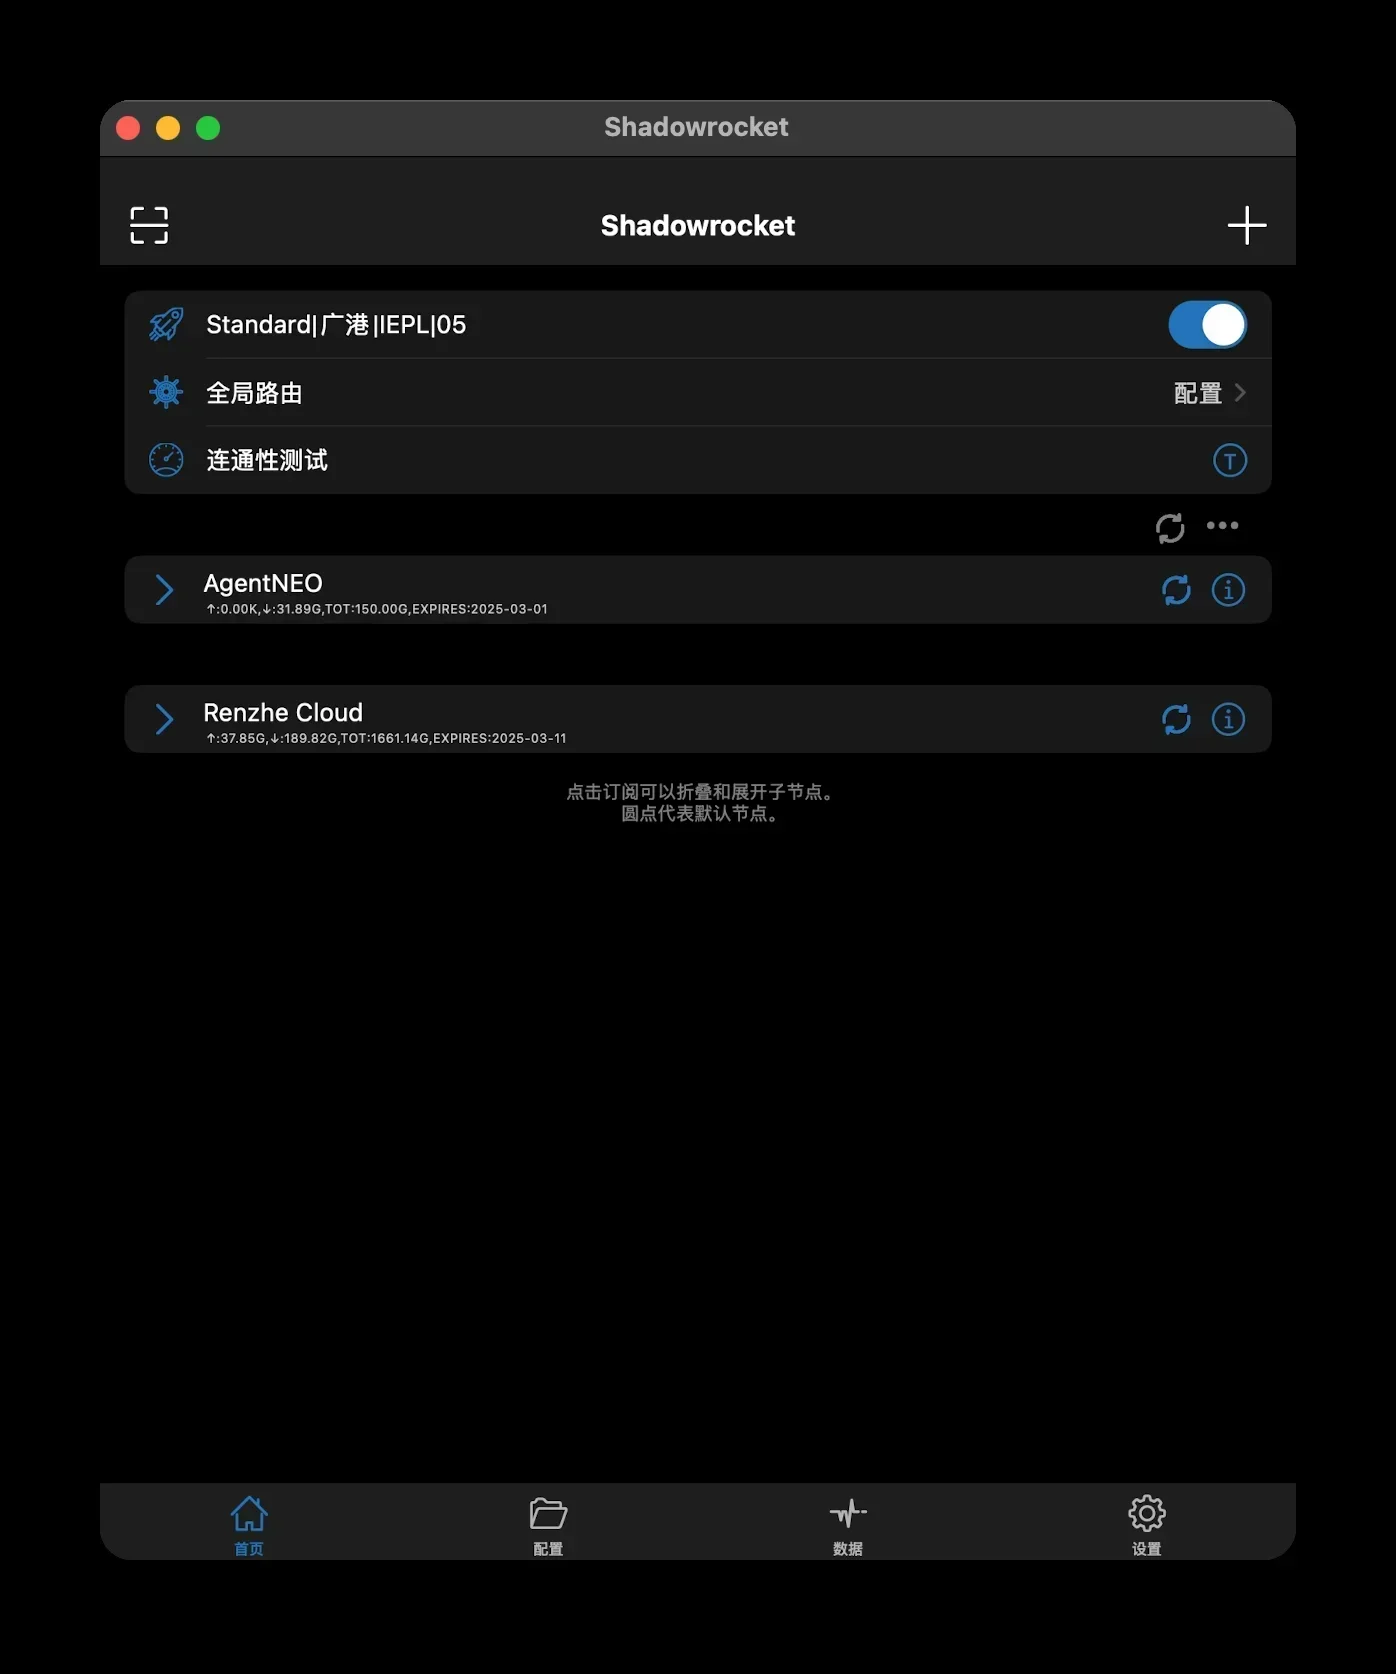 Shadowrocket
Shadowrocket
Standard|广港|IEPL|05
全局路由
配置
连通性测试
T
AgentNEO
↑:0.00K,↓:31.89G,TOT:150.00G,EXPIRES:2025-03-01
Renzhe Cloud
↑:37.85G,↓:189.82G,TOT:1661.14G,EXPIRES:2025-03-11
点击订阅可以折叠和展开子节点。
圆点代表默认节点。
首页
配置
数据
设置